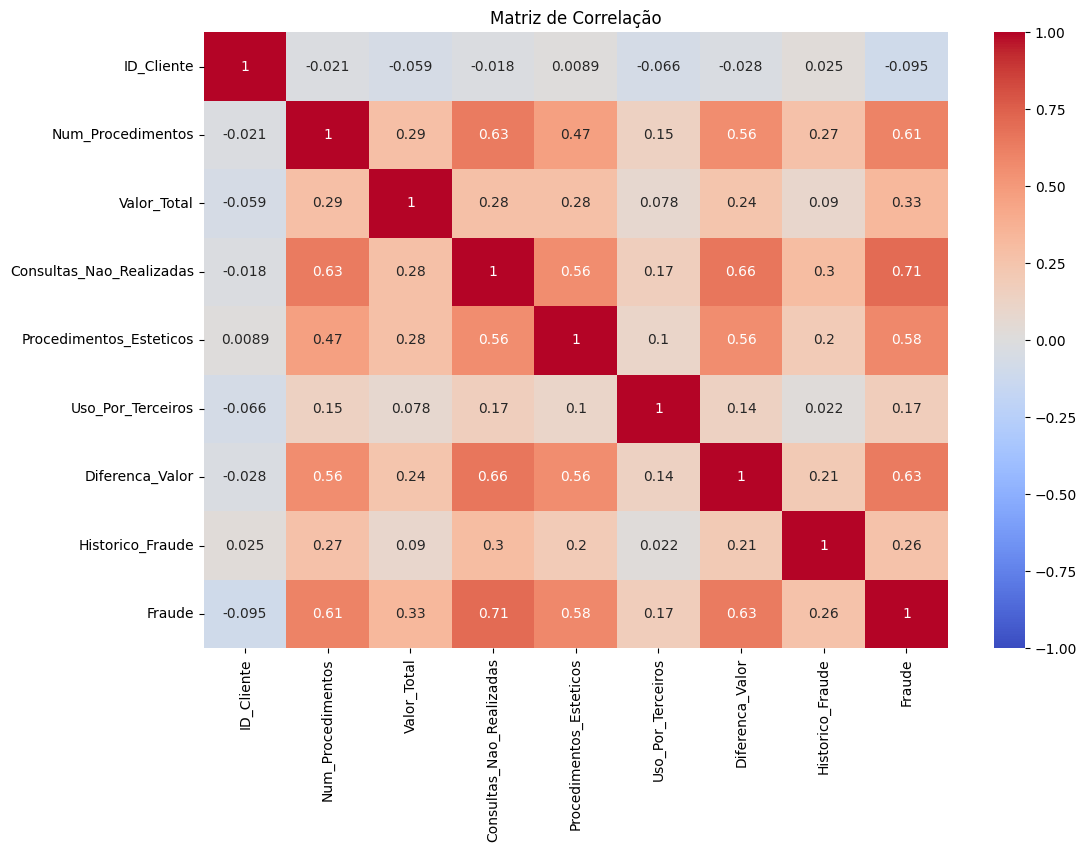 Matriz de Correlação
ID_Cliente 1 -0.021 -0.059 -0.018 0.0089 -0.066 -0.028 0.025 -0.095
Num_Procedimentos -0.021 1 0.29 0.63 0.47 0.15 0.56 0.27 0.61
Valor_Total -0.059 0.29 1 0.28 0.28 0.078 0.24 0.09 0.33
Consultas_Nao_Realizadas -0.018 0.63 0.28 1 0.56 0.17 0.66 0.3 0.71
Procedimentos_Esteticos 0.0089 0.47 0.28 0.56 1 0.1 0.56 0.2 0.58
Uso_Por_Terceiros -0.066 0.15 0.078 0.17 0.1 1 0.14 0.022 0.17
Diferenca_Valor -0.028 0.56 0.24 0.66 0.56 0.14 1 0.21 0.63
Historico_Fraude 0.025 0.27 0.09 0.3 0.2 0.022 0.21 1 0.26
Fraude -0.095 0.61 0.33 0.71 0.58 0.17 0.63 0.26 1
ID_Cliente
Num_Procedimentos
Valor_Total
Consultas_Nao_Realizadas
Procedimentos_Esteticos
Uso_Por_Terceiros
Diferenca_Valor
Historico_Fraude
Fraude
1.00
0.75
0.50
0.25
0.00
−0.25
−0.50
−0.75
−1.00